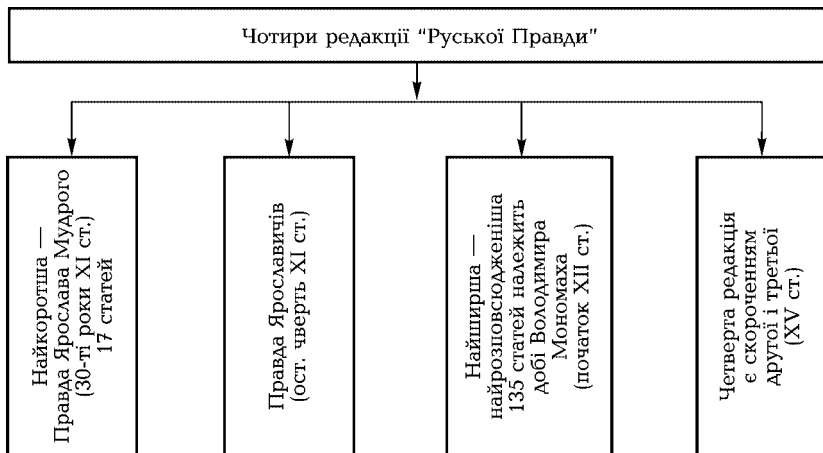 Чотири редакції “Руської Правди”
Найкоротша —
Правда Ярослава Мудрого
(30-ті роки XI ст.)
17 статей
Правда Ярославичів
(ост. чверть XI ст.)
Найширша —
найрозповсюдженіша
135 статей належить
добі Володимира
Мономаха
(початок XII ст.)
Четверта редакція
є скороченням
другої і третьої
(XV ст.)